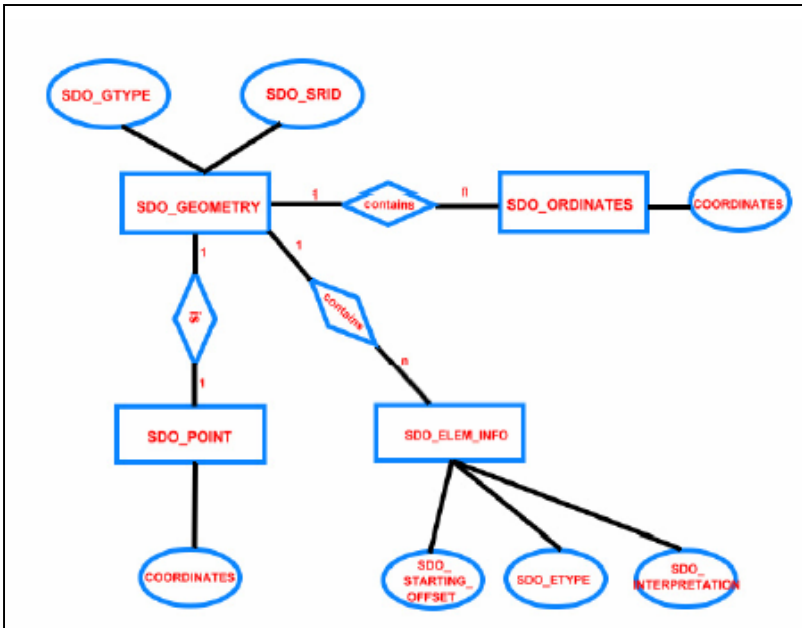 SDO_GTYPE
SDO_SRID
SDO_GEOMETRY
1
contains
n
SDO_ORDINATES
COORDINATES
1
is
1
1
contains
n
SDO_POINT
SDO_ELEM_INFO
COORDINATES
SDO_
STARTING_
OFFSET
SDO_ETYPE
SDO_
INTERPRETATION